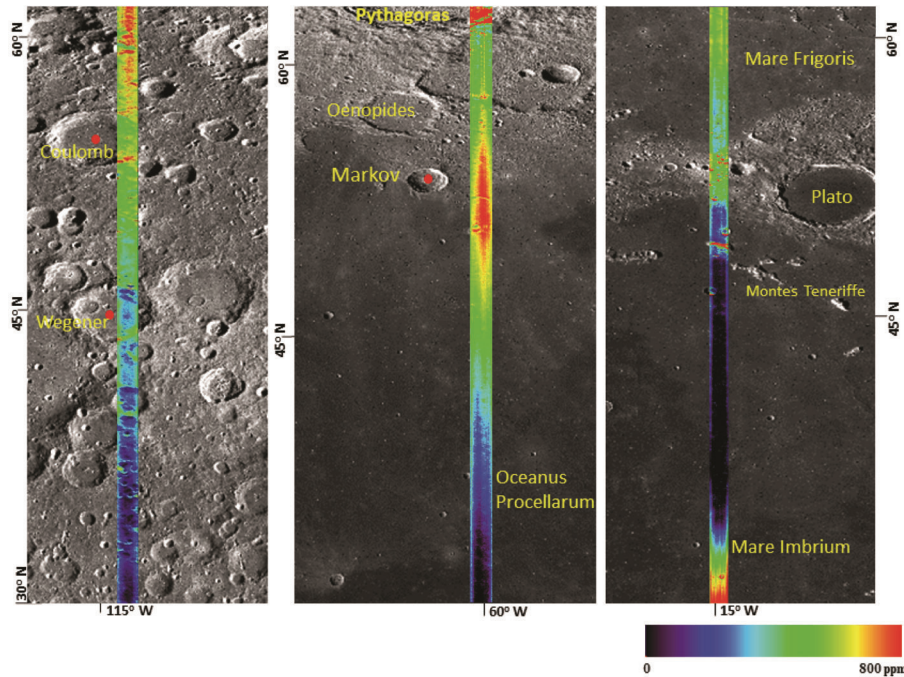 60° N
Coulomb
45° N
Wegener
30° N
115° W
Pythagoras
60° N
Oenopides
Markov
45° N
Oceanus
Procellarum
60° W
60° N
Mare Frigoris
Plato
Montes Teneriffe
45° N
Mare Imbrium
15° W
0
800 ppm